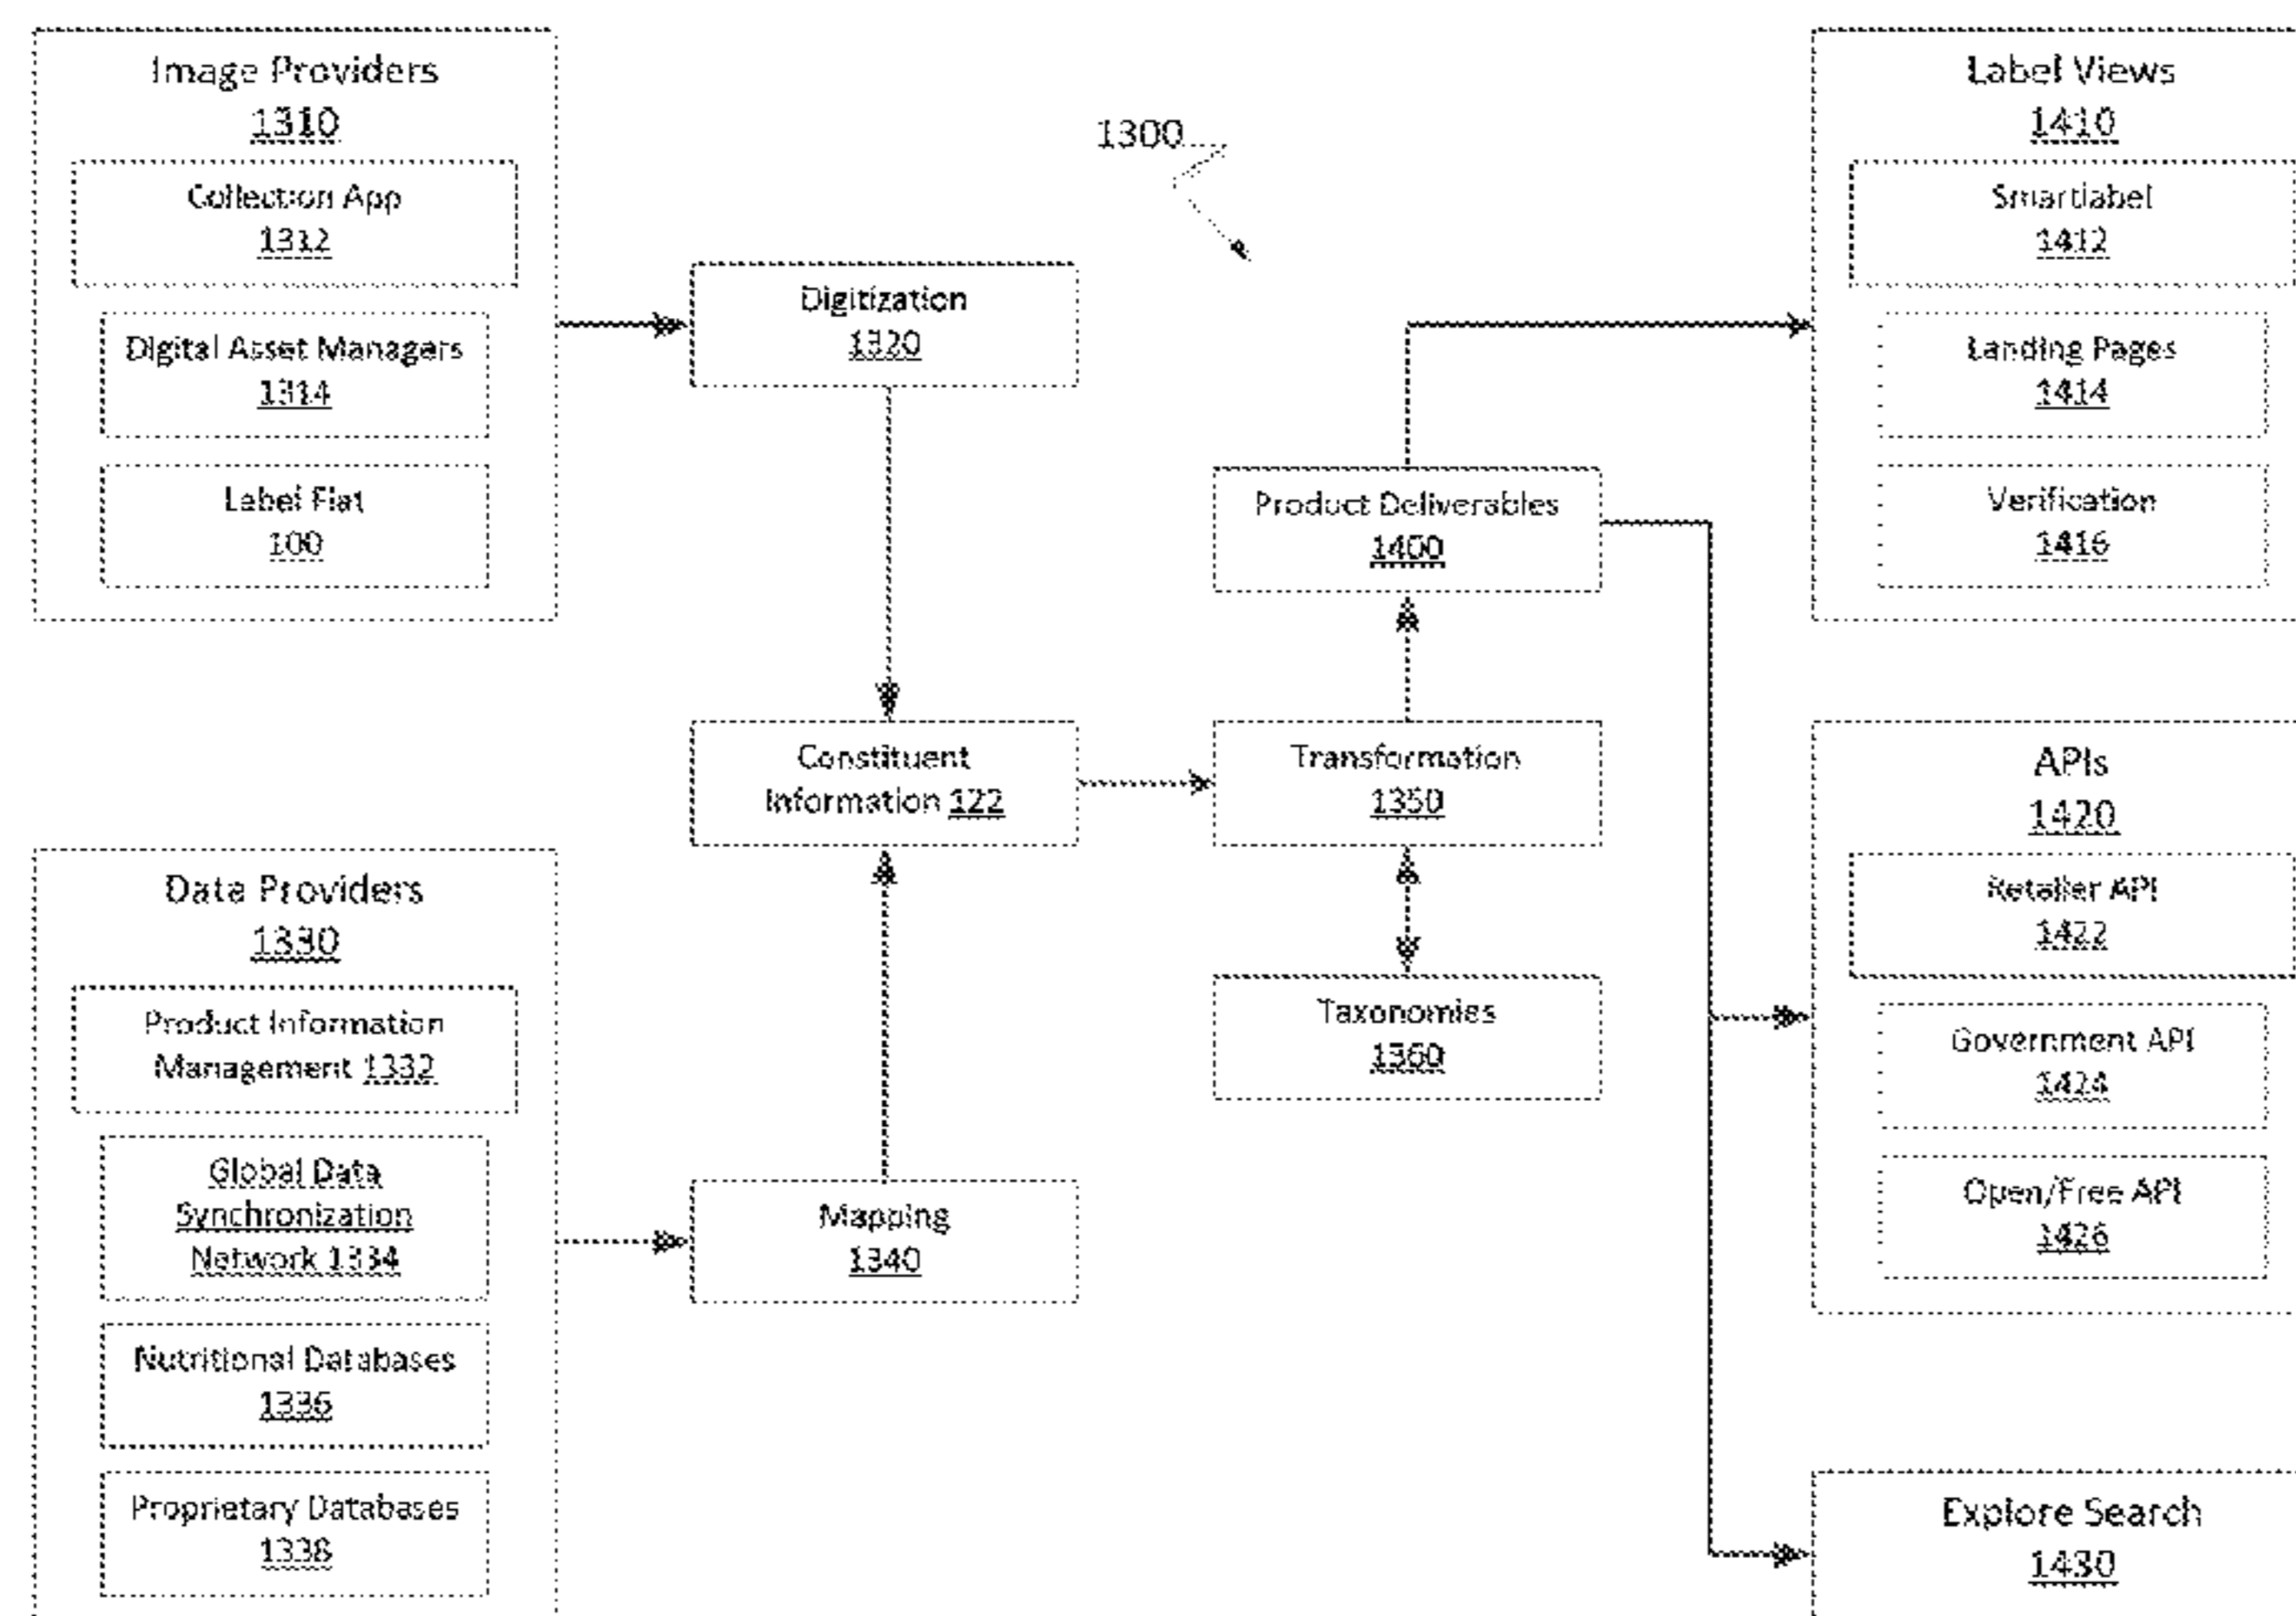 Image Providers
1310
Collection App
1312
Digital Asset Managers
1314
Label Flat
100
Data Providers
1330
Product Information
Management 1332
Global Data
Synchronization
Network 1334
Nutritional Databases
1336
Proprietary Databases
1338
Digitization
1320
Constituent
Information 122
Mapping
1340
1300
Product Deliverables
1400
Transformation
1350
Taxonomies
1360
Label Views
1410
Smartlabel
1412
Landing Pages
1414
Verification
1416
APIs
1420
Retailer API
1422
Government API
1424
Open/Free API
1426
Explore Search
1430